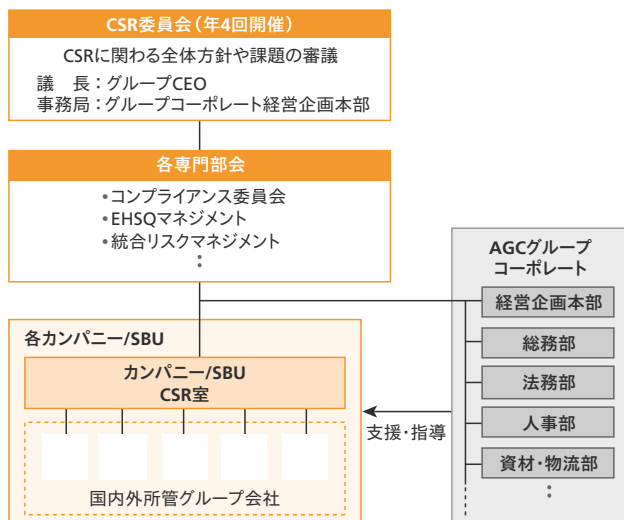 CSR委員会（年4回開催）
CSRに関わる全体方針や課題の審議
議　長：グループCEO
事務局：グループコーポレート経営企画本部
各専門部会
•コンプライアンス委員会
•EHSQマネジメント
•統合リスクマネジメント
：
AGCグループ
コーポレート
経営企画本部
総務部
法務部
人事部
資材・物流部
：
各カンパニー/SBU
カンパニー/SBU
CSR室
支援・指導
国内外所管グループ会社